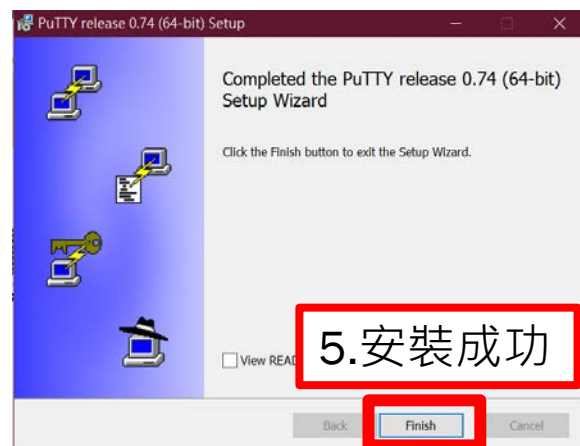 PuTTY release 0.74 (64-bit) Setup
Completed the PuTTY release 0.74 (64-bit)
Setup Wizard
Click the Finish button to exit the Setup Wizard.
5.安裝成功
View
Back
Finish
Cancel